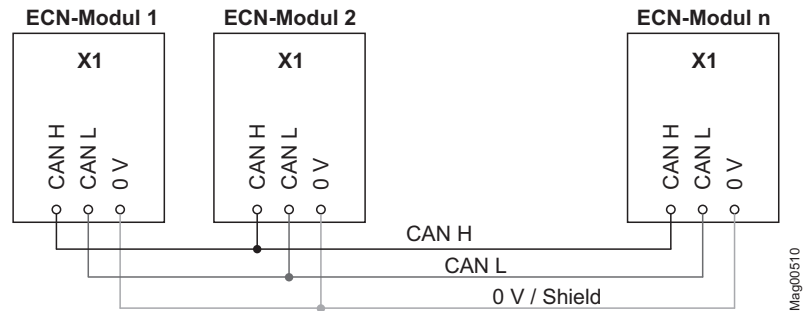 ECN-Modul 1
X1
CAN H
CAN L
0 V
ECN-Modul 2
X1
CAN H
CAN L
0 V
ECN-Modul n
X1
CAN H
CAN L
0 V
CAN H
CAN L
0 V / Shield
Mag00510